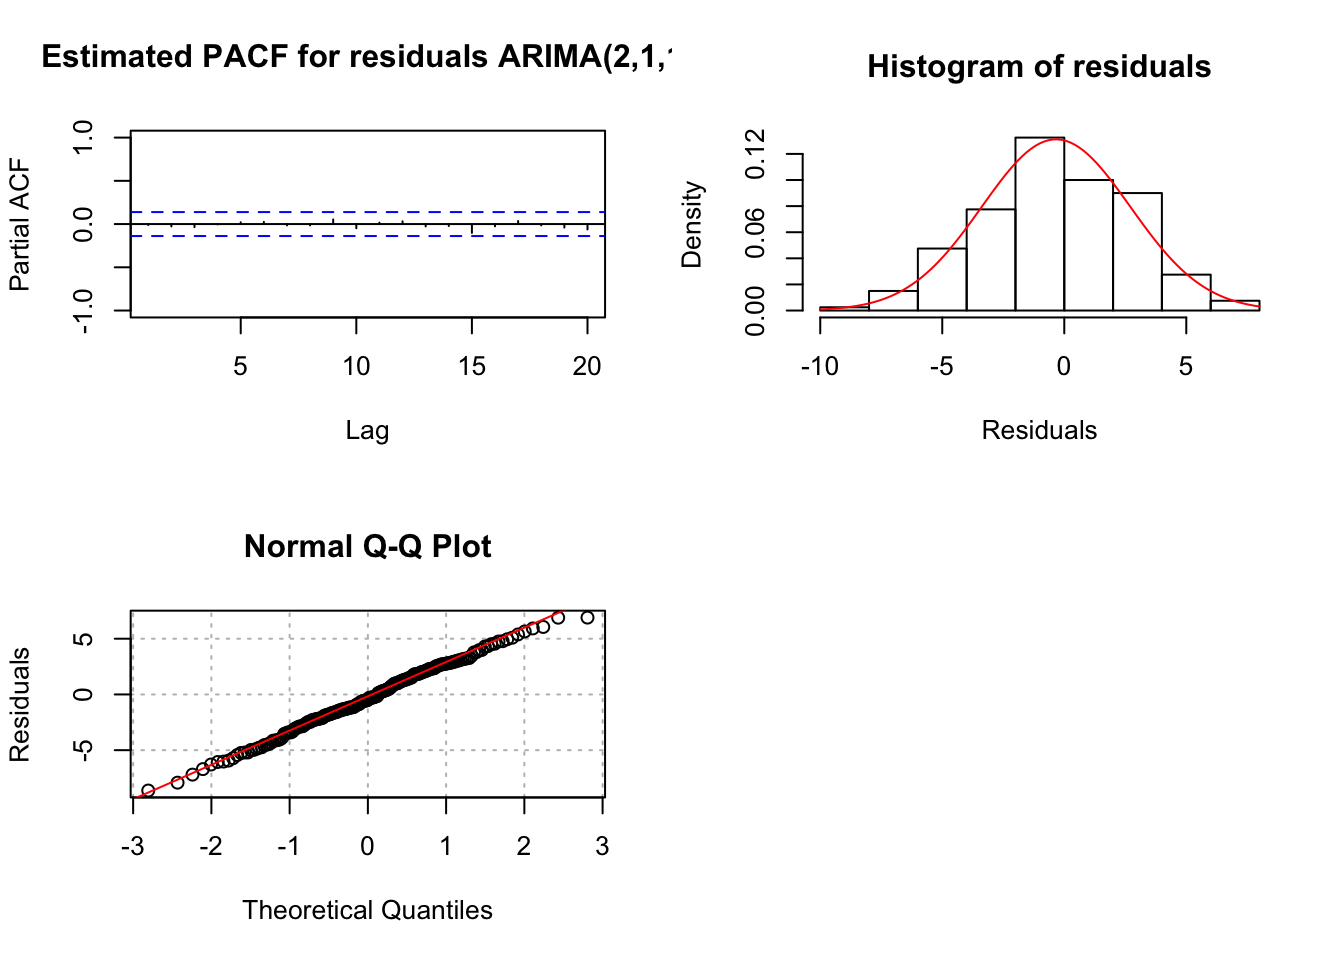 Estimated PACF for residuals ARIMA(2,1,
Partial ACF
1.0
0.0
-1.0
5 10 15 20
Lag
Histogram of residuals
Density
0.12
0.06
0.00
-10 -5 0 5
Residuals
Normal Q-Q Plot
Residuals
5
0
-5
-3 -2 -1 0 1 2 3
Theoretical Quantiles